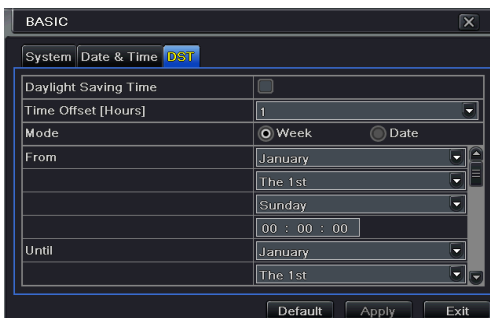 BASIC
System Date & Time DST
Daylight Saving Time
Time Offset [Hours] 1
Mode Week Date
From January
The 1st
Sunday
00 : 00 : 00
Until January
The 1st
Default Apply Exit